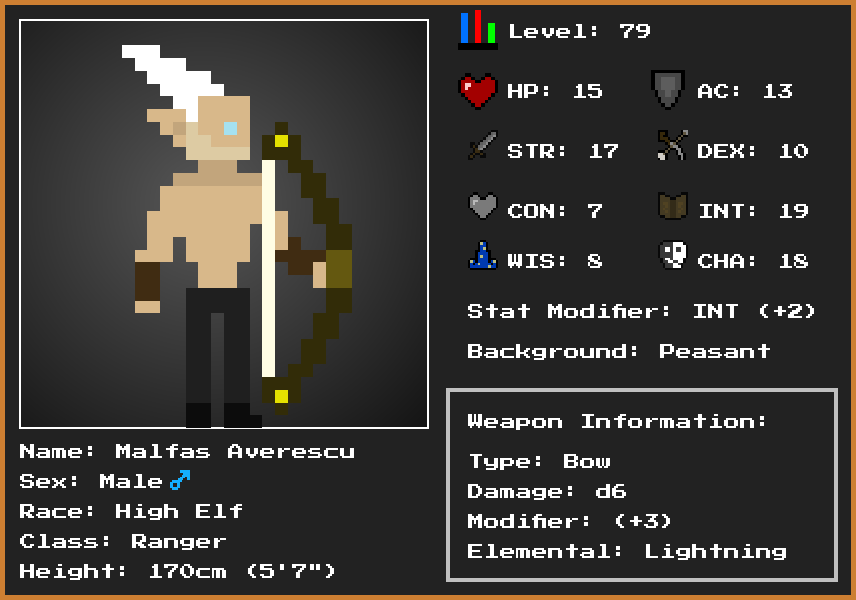 Level: 79
HP: 15
AC: 13
STR: 17
DEX: 10
CON: 7
INT: 19
WIS: 8
CHA: 18
Stat Modifier: INT (+2)
Background: Peasant
Weapon Information:
Type: Bow
Damage: d6
Modifier: (+3)
Elemental: Lightning
Name: Malfas Averescu
Sex: Male♂
Race: High Elf
Class: Ranger
Height: 170cm (5'7")